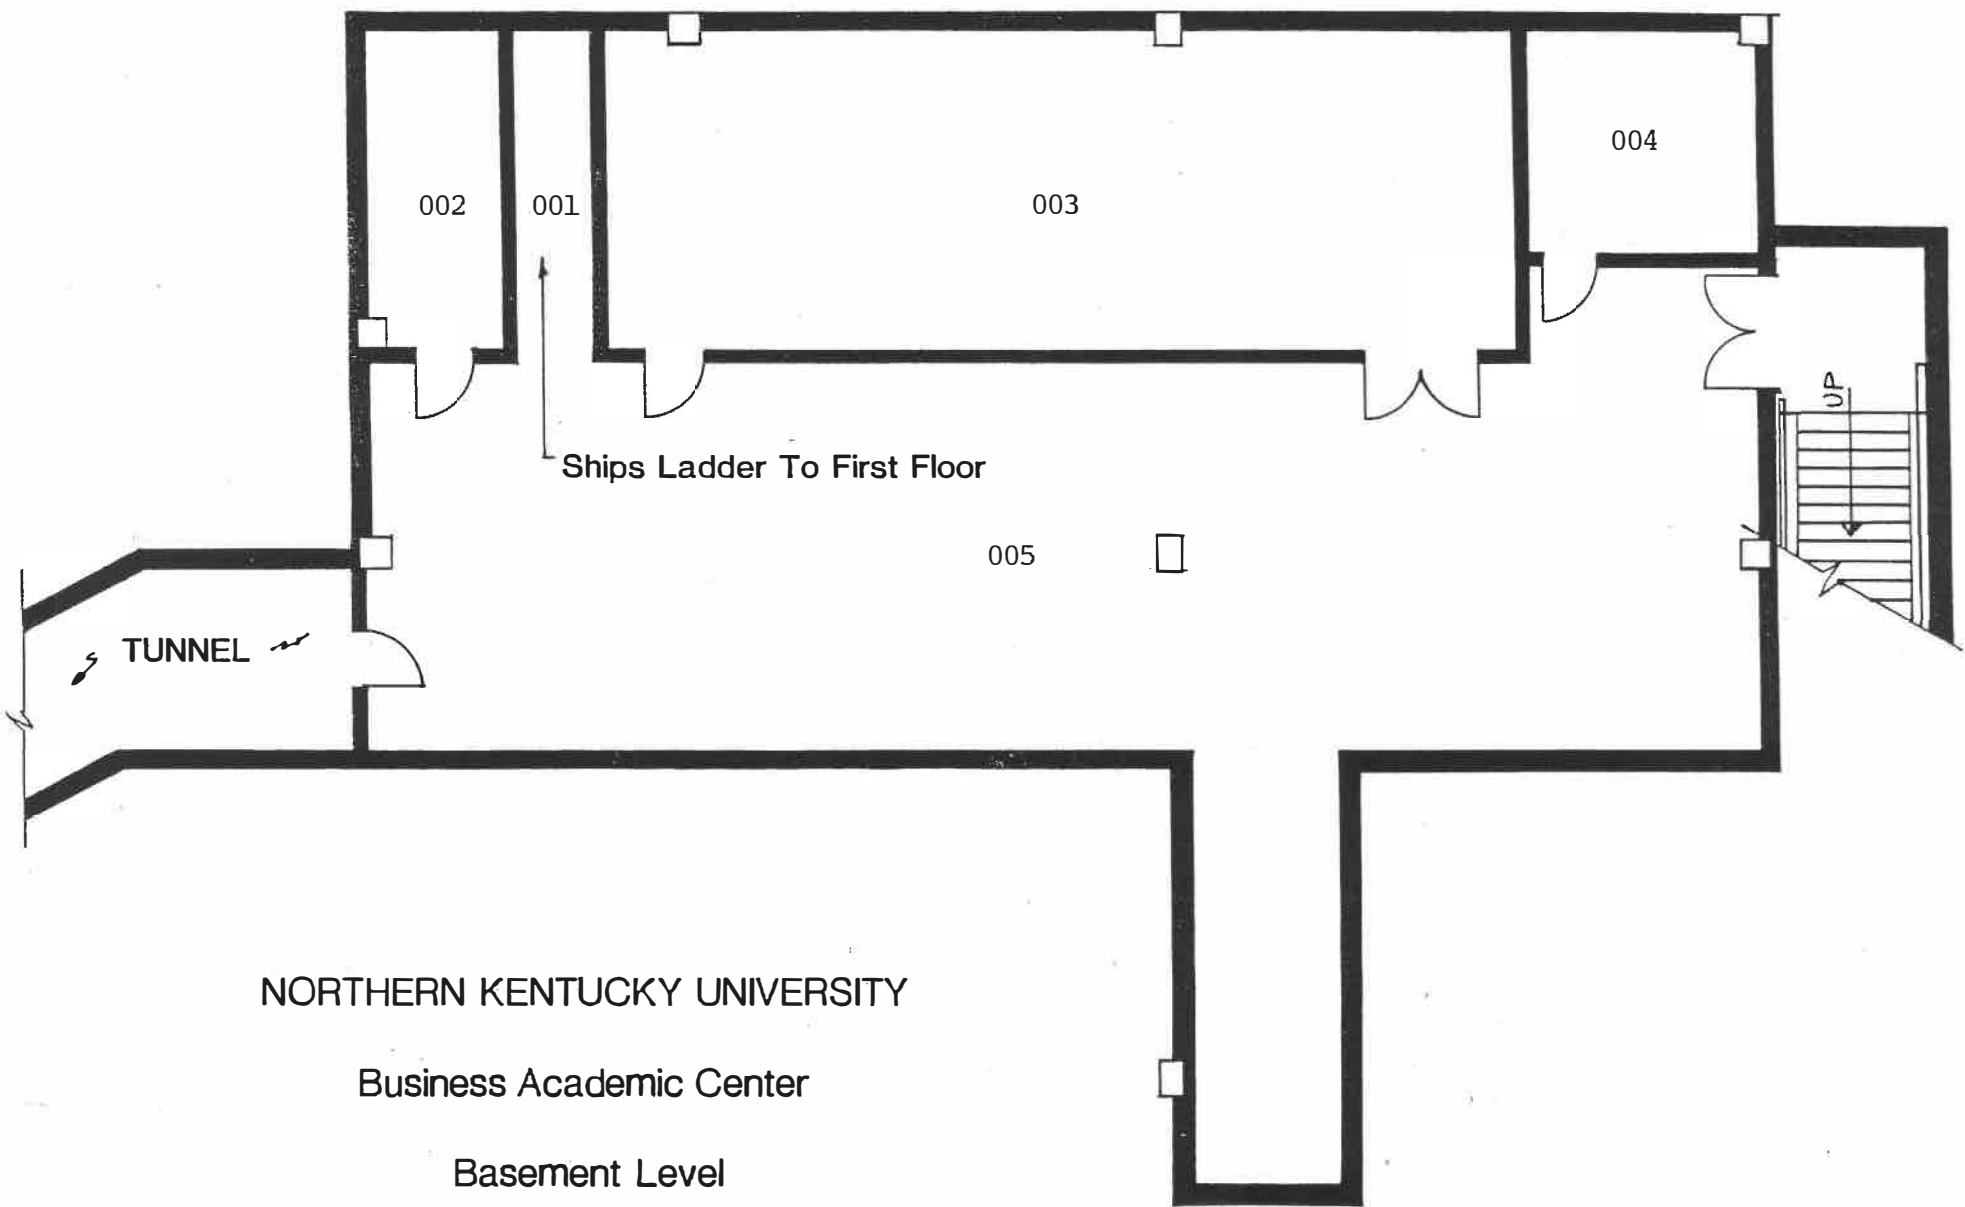 004
002
001
003
UP
Ships Ladder To First Floor
005
TUNNEL
NORTHERN KENTUCKY UNIVERSITY
Business Academic Center
Basement Level